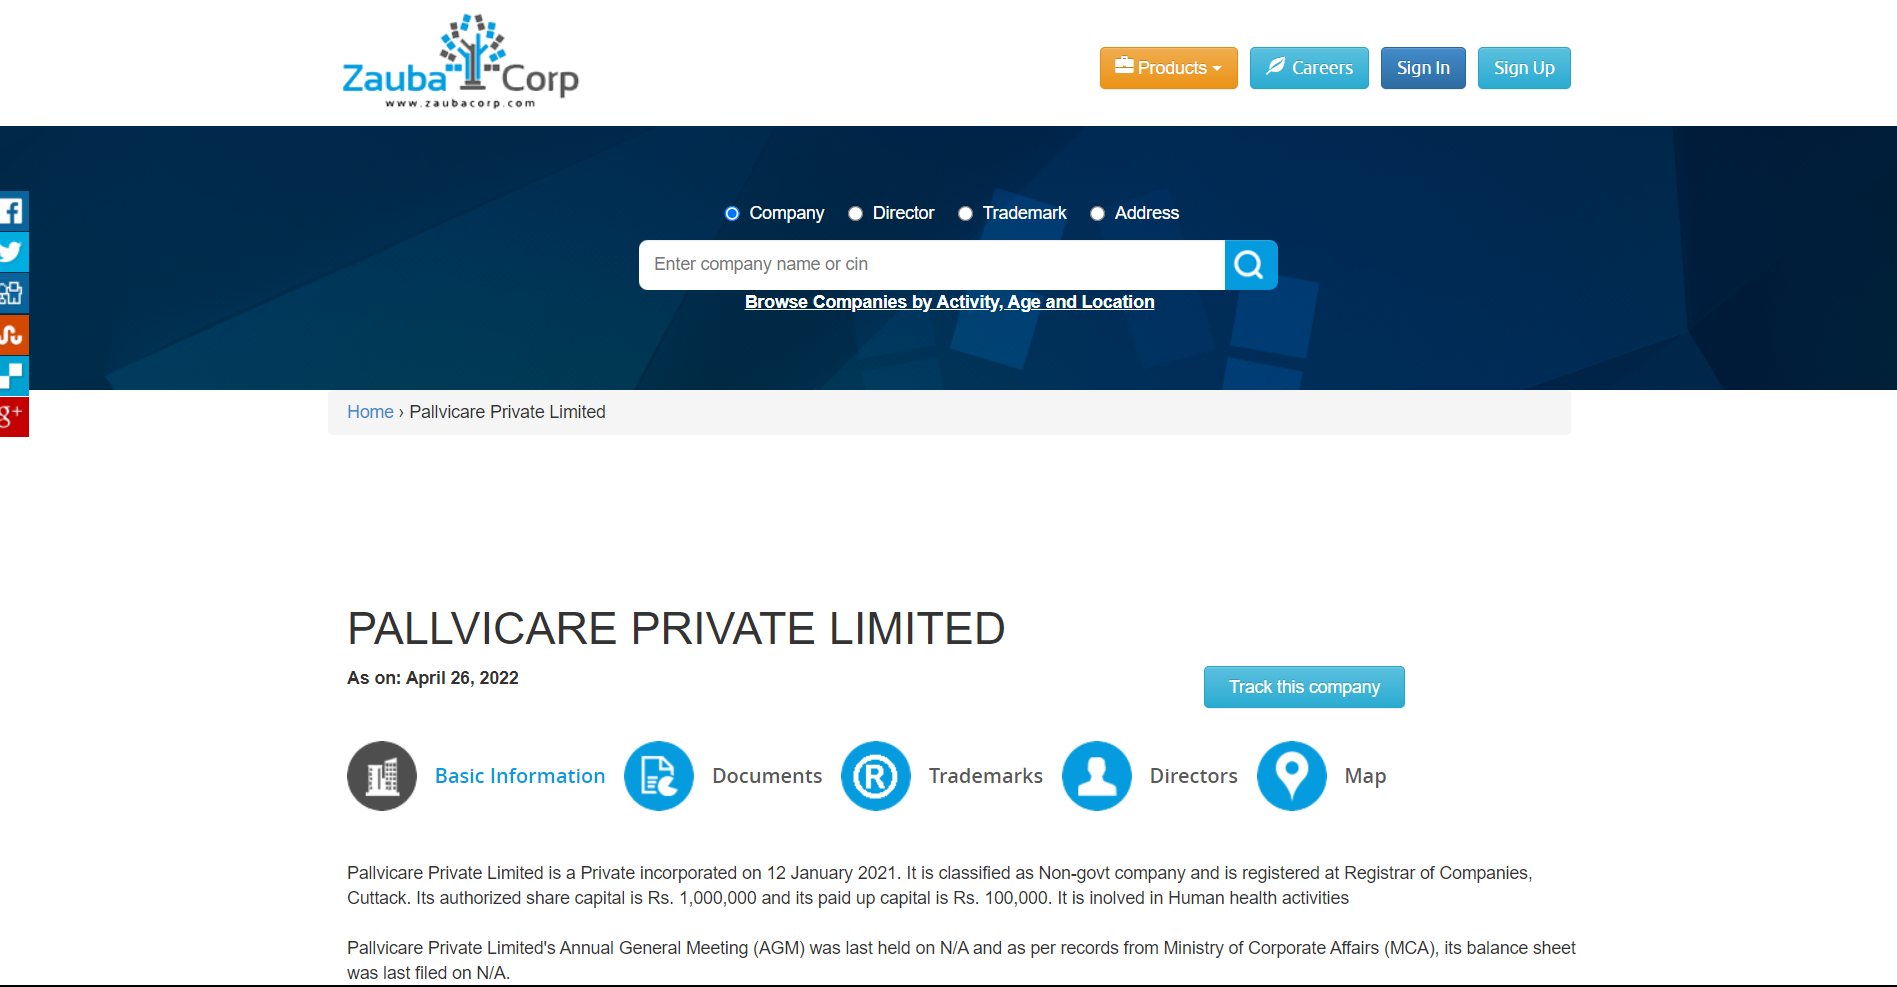 Zauba Corp
www.zaubacorp.com
Products
Careers
Sign In
Sign Up
Company
Director
Trademark
Address
Enter company name or cin
Browse Companies by Activity, Age and Location
Home › Pallvicare Private Limited
PALLVICARE PRIVATE LIMITED
As on: April 26, 2022
Track this company
Basic Information
Documents
Trademarks
Directors
Map
Pallvicare Private Limited is a Private incorporated on 12 January 2021. It is classified as Non-govt company and is registered at Registrar of Companies,
Cuttack. Its authorized share capital is Rs. 1,000,000 and its paid up capital is Rs. 100,000. It is inolved in Human health activities
Pallvicare Private Limited's Annual General Meeting (AGM) was last held on N/A and as per records from Ministry of Corporate Affairs (MCA), its balance sheet
was last filed on N/A.